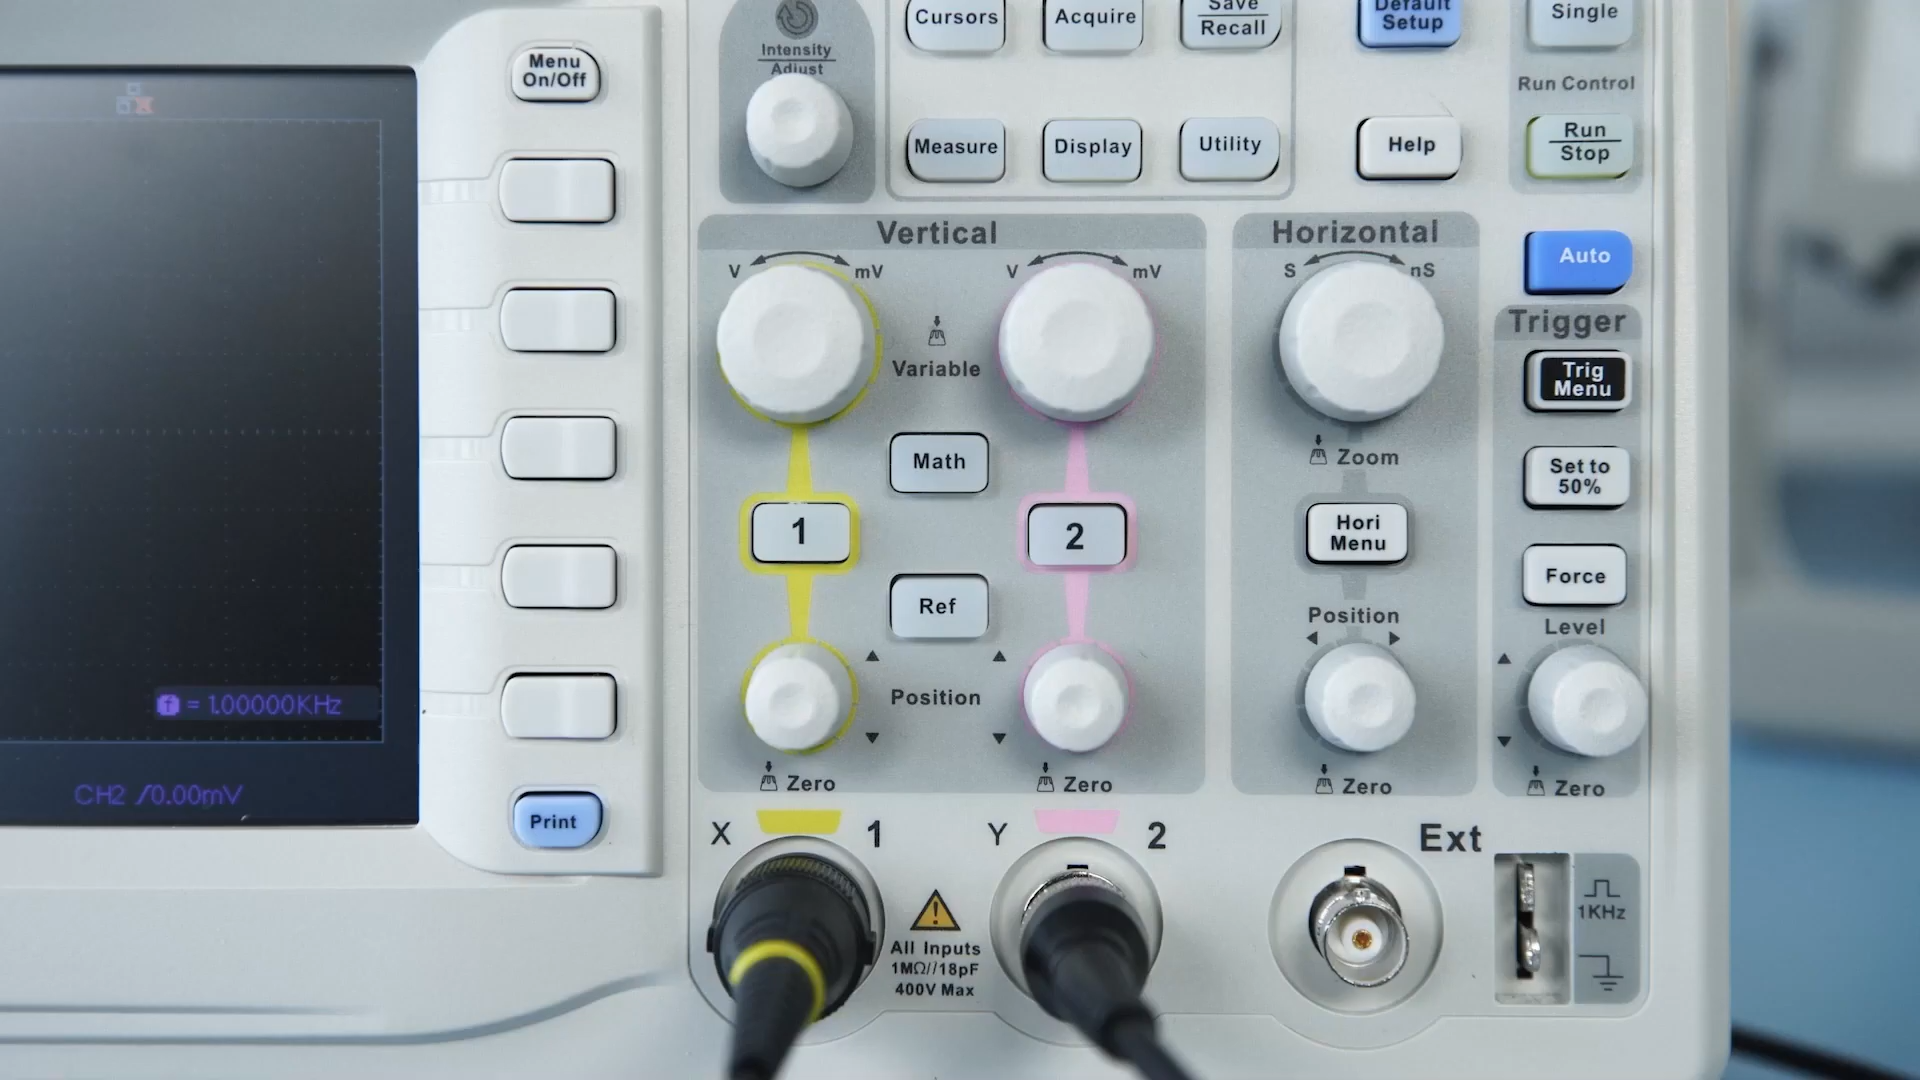 Save
Default
Single
Cursors
Acquire
Recall
Setup
Intensity
Adjust
Menu
On/Off
Run Control
Measure
Display
Utility
Help
Run
Stop
Vertical
Horizontal
V
mV
V
mV
S
nS
Auto
Trigger
Variable
Trig
Menu
Math
Zoom
Set to
50%
1
2
Hori
Menu
Force
Ref
Position
Level
Position
f = 1.00000KHz
Zero
Zero
Zero
Zero
CH2 /0.00mV
Print
X
1
Y
2
Ext
1KHz
All Inputs
1MΩ//18pF
400V Max